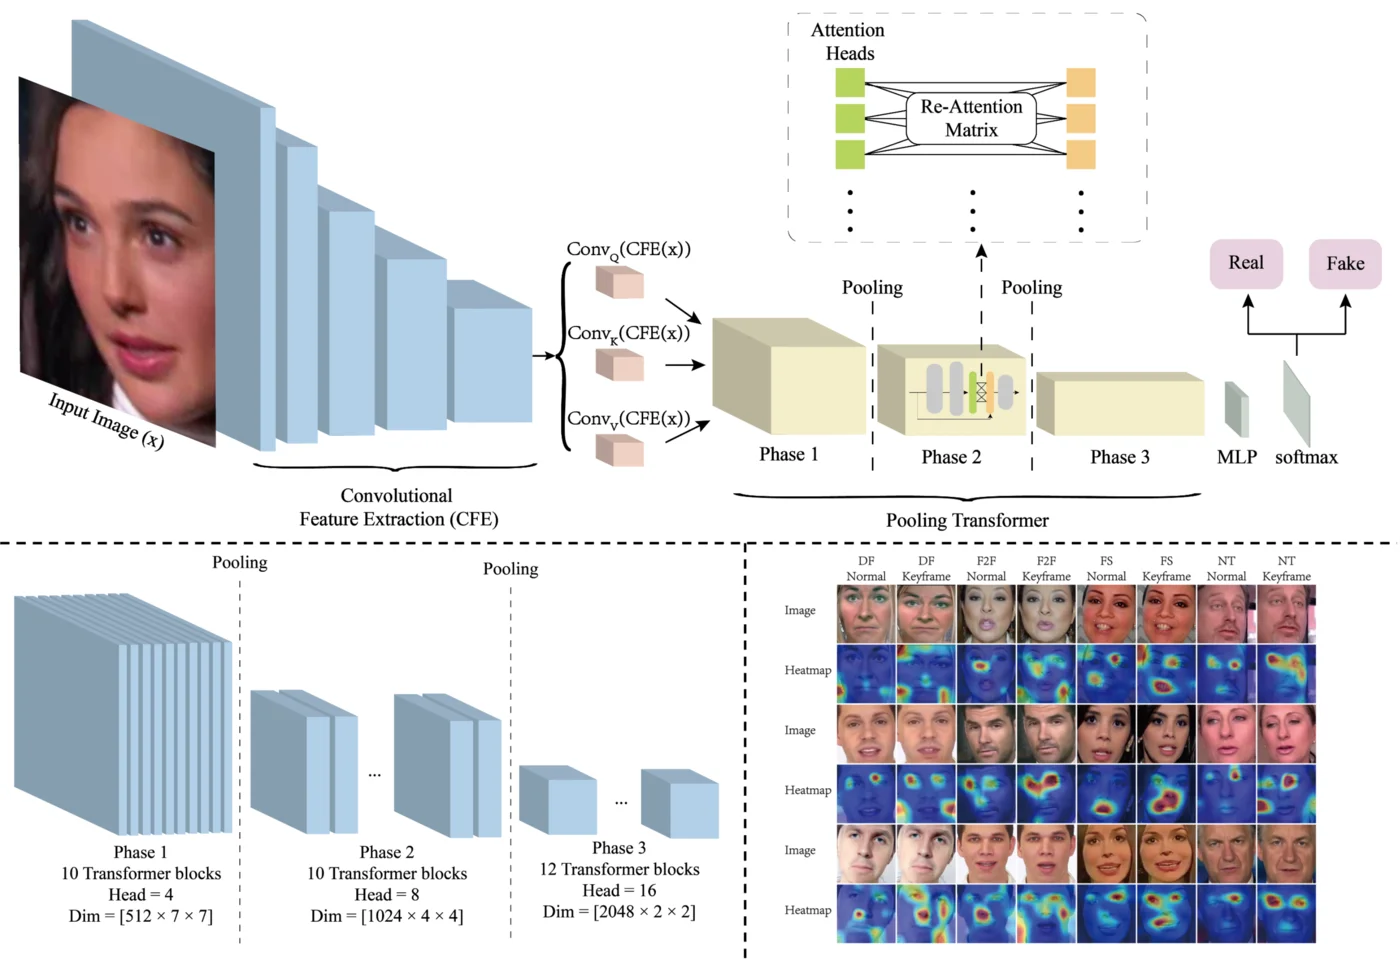 Attention
Heads
Re-Attention
Matrix
Conv_Q(CFE(x))
Conv_K(CFE(x))
Conv_V(CFE(x))
Input Image (x)
Convolutional
Feature Extraction (CFE)
Pooling
Pooling
Real
Fake
Phase 1
Phase 2
Phase 3
MLP
softmax
Pooling Transformer
Pooling
Pooling
Phase 1
10 Transformer blocks
Head = 4
Dim = [512 × 7 × 7]
...
Phase 2
10 Transformer blocks
Head = 8
Dim = [1024 × 4 × 4]
...
Phase 3
12 Transformer blocks
Head = 16
Dim = [2048 × 2 × 2]
DF Normal
DF Keyframe
F2F Normal
F2F Keyframe
FS Normal
FS Keyframe
NT Normal
NT Keyframe
Image
Heatmap
Image
Heatmap
Image
Heatmap